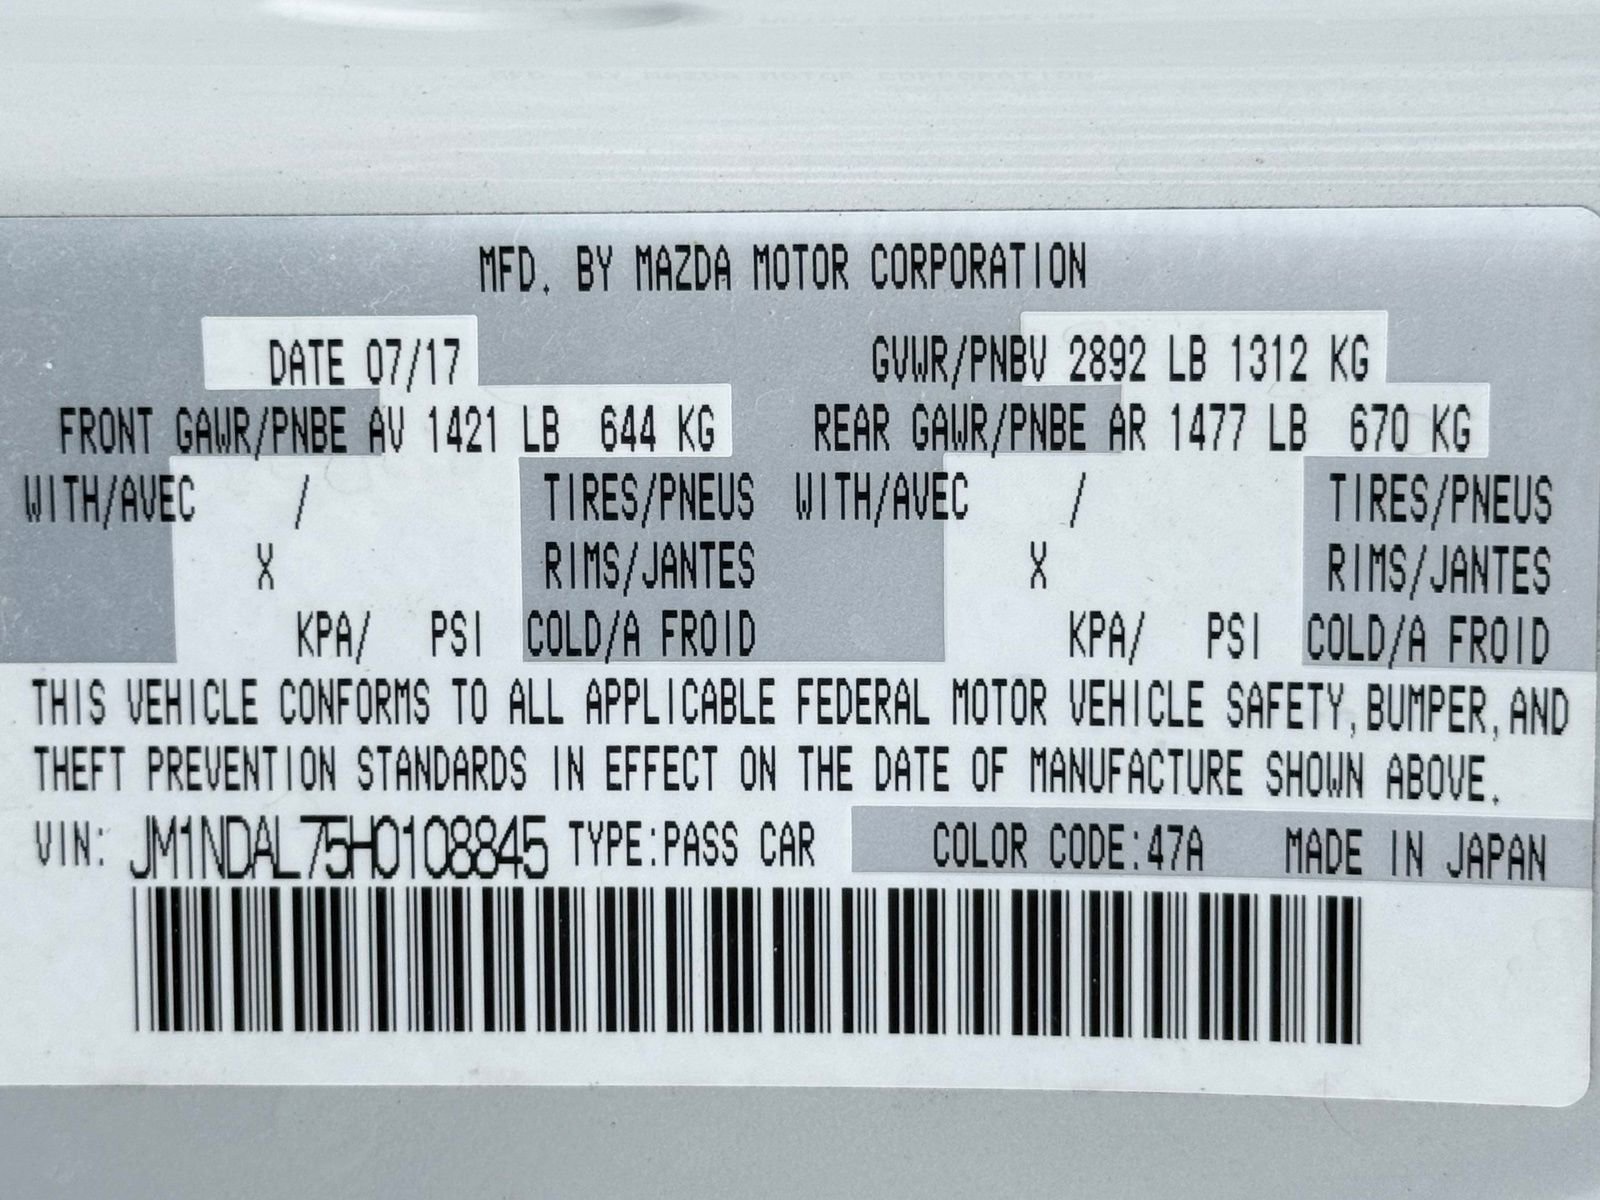 MFD. BY MAZDA MOTOR CORPORATION
DATE 07/17 GVWR/PNBV 2892 LB 1312 KG
FRONT GAWR/PNBE AV 1421 LB 644 KG REAR GAWR/PNBE AR 1477 LB 670 KG
WITH/AVEC / TIRES/PNEUS WITH/AVEC / TIRES/PNEUS
X RIMS/JANTES X RIMS/JANTES
KPA/ PSI COLD/A FROID KPA/ PSI COLD/A FROID
THIS VEHICLE CONFORMS TO ALL APPLICABLE FEDERAL MOTOR VEHICLE SAFETY, BUMPER, AND
THEFT PREVENTION STANDARDS IN EFFECT ON THE DATE OF MANUFACTURE SHOWN ABOVE.
VIN: JM1NDAL75H0108845 TYPE:PASS CAR COLOR CODE:47A MADE IN JAPAN